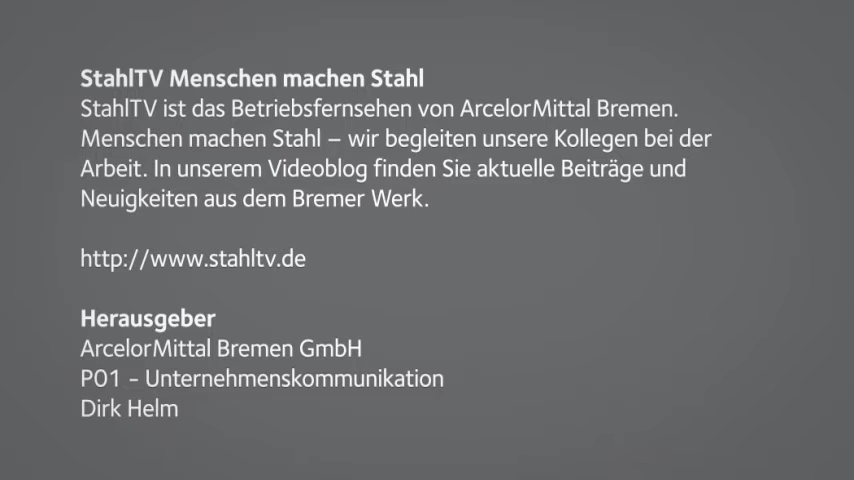 StahlTV Menschen machen Stahl
StahlTV ist das Betriebsfernsehen von ArcelorMittal Bremen.
Menschen machen Stahl – wir begleiten unsere Kollegen bei der
Arbeit. In unserem Videoblog finden Sie aktuelle Beiträge und
Neuigkeiten aus dem Bremer Werk.
http://www.stahltv.de
Herausgeber
ArcelorMittal Bremen GmbH
P01 - Unternehmenskommunikation
Dirk Helm